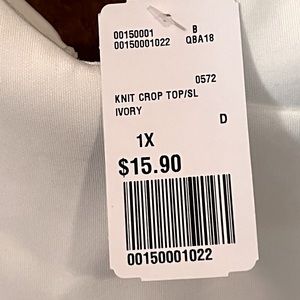 00150001 B
00150001022 QBA18
0572
KNIT CROP TOP/SL
IVORY
D
1X
$15.90
00150001022